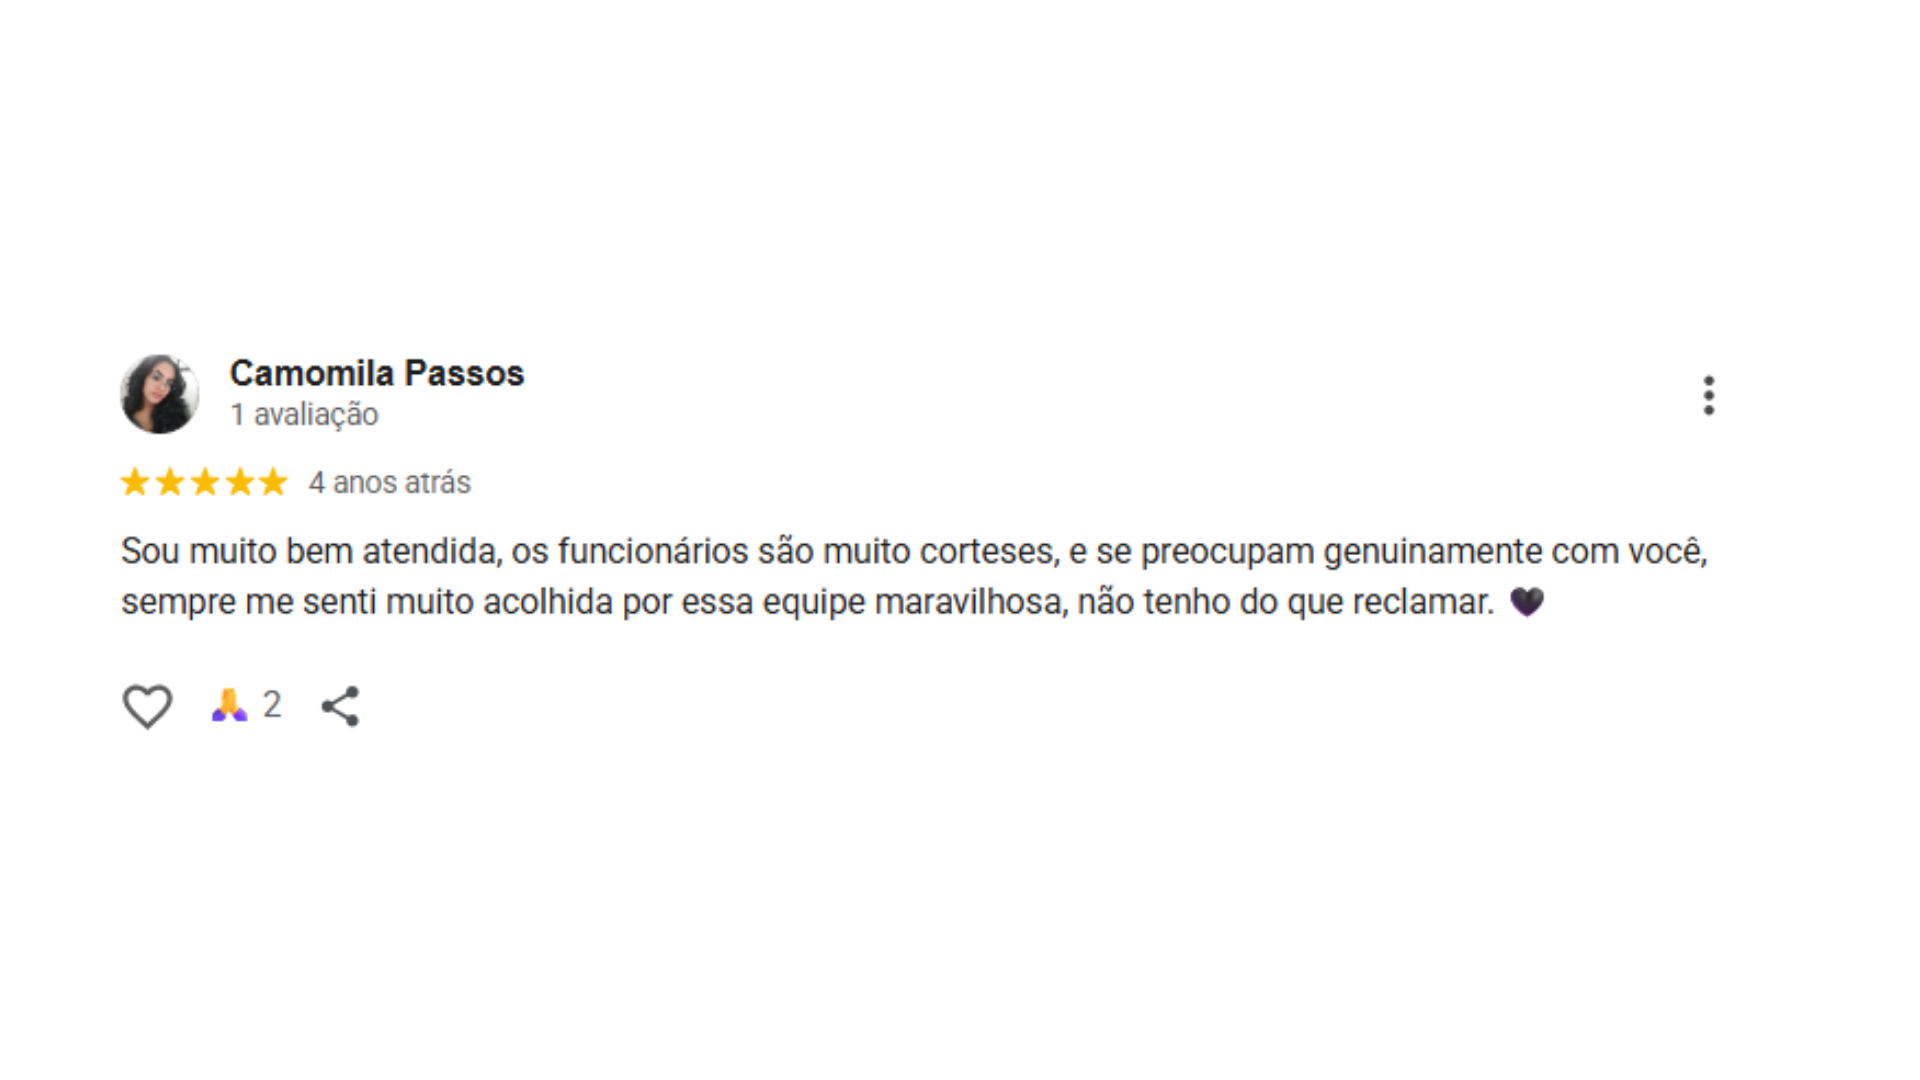 Camomila Passos
1 avaliação
4 anos atrás
Sou muito bem atendida, os funcionários são muito corteses, e se preocupam genuinamente com você,
sempre me senti muito acolhida por essa equipe maravilhosa, não tenho do que reclamar. 🖤
🙏 2